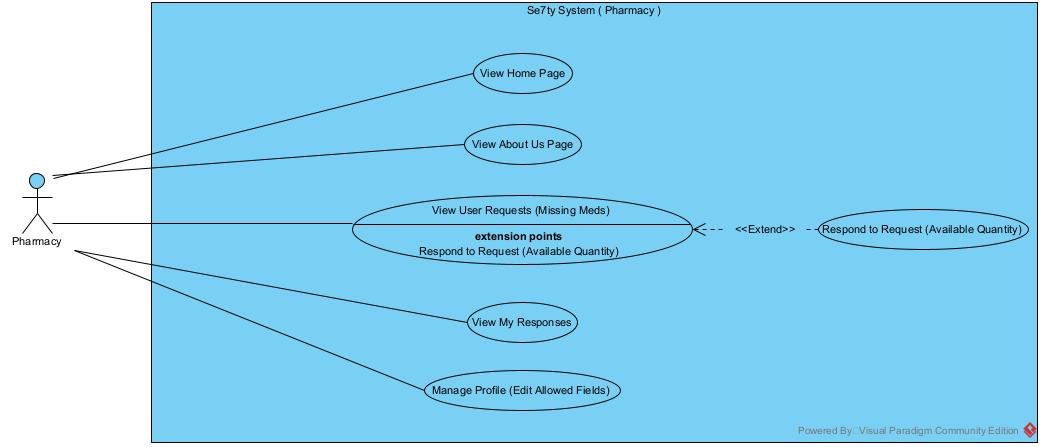 Se7ty System ( Pharmacy )
View Home Page
View About Us Page
View User Requests (Missing Meds)
extension points
Respond to Request (Available Quantity)
<<Extend>>
Respond to Request (Available Quantity)
Pharmacy
View My Responses
Manage Profile (Edit Allowed Fields)
Powered By Visual Paradigm Community Edition